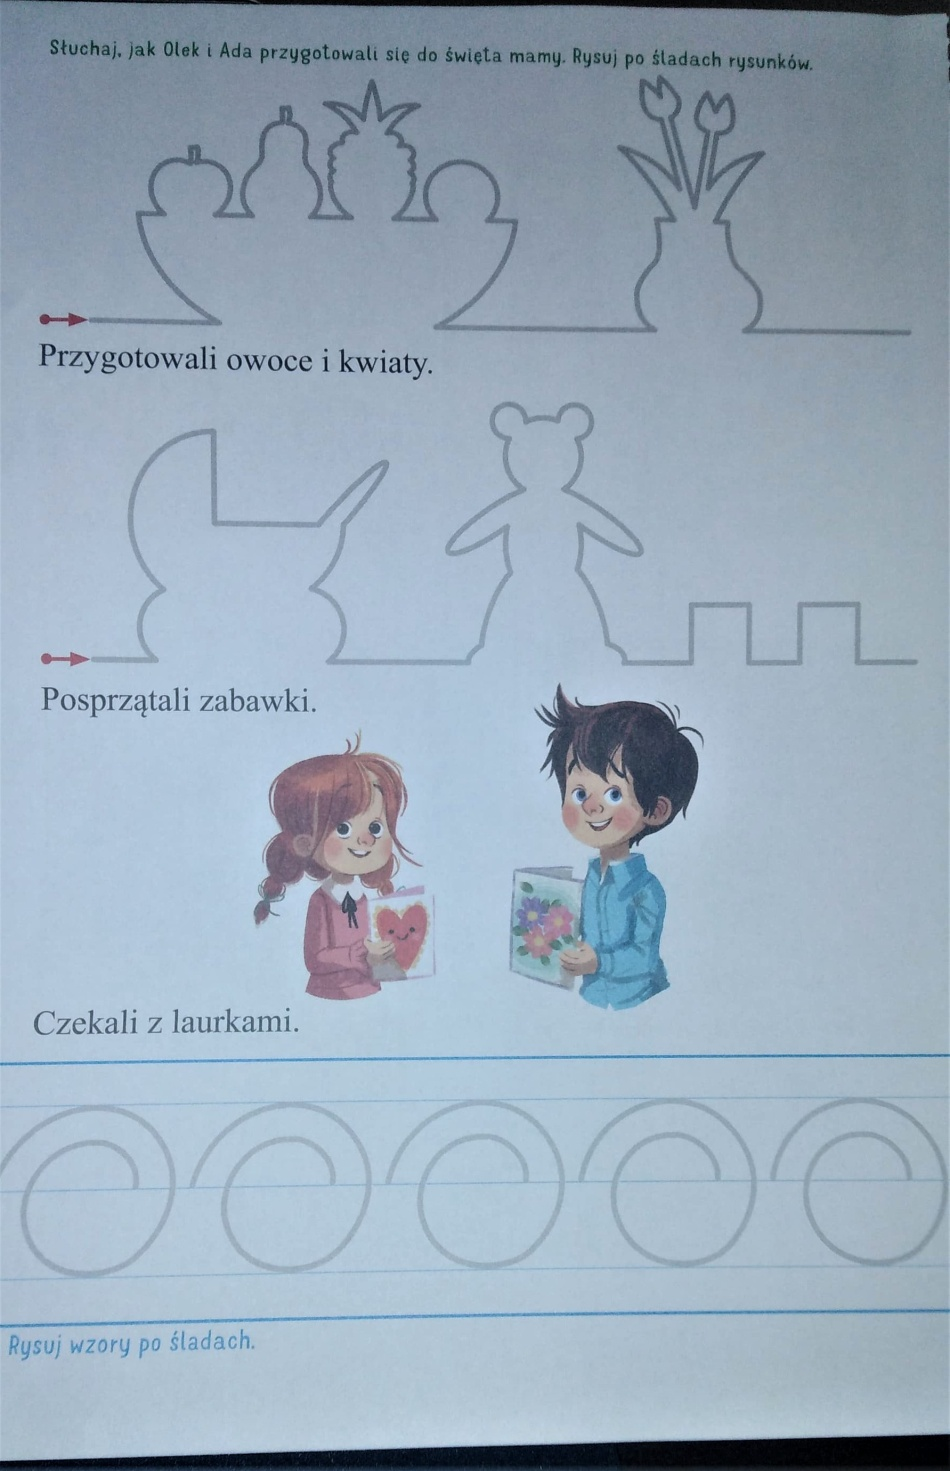 Słuchaj, jak Olek i Ada przygotowali się do święta mamy. Rysuj po śladach rysunków.
Przygotowali owoce i kwiaty.
Posprzątali zabawki.
Czekali z laurkami.
Rysuj wzory po śladach.